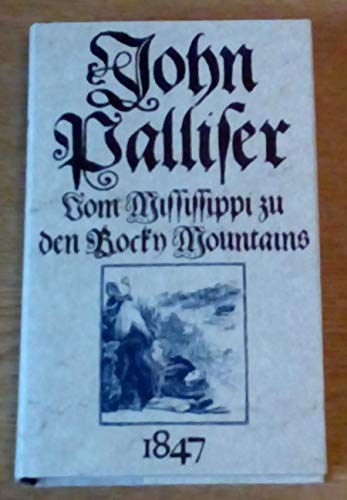 John
Palliser
Vom Mississippi zu
den Rocky Mountains
1847